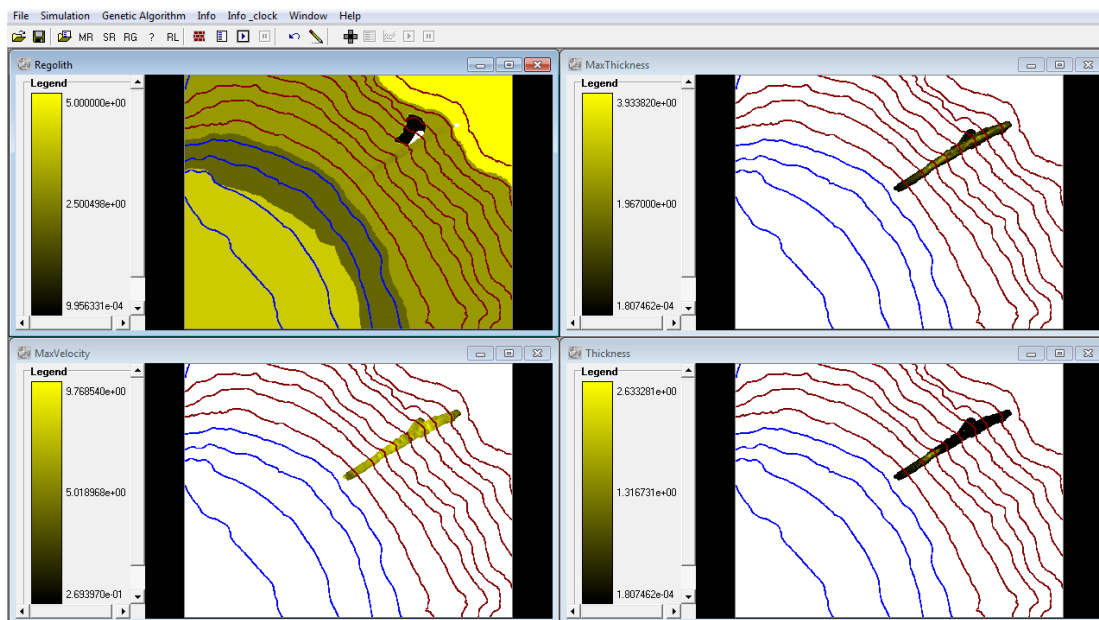 File Simulation Genetic Algorithm Info Info _clock Window Help
MR SR RG ? RL
Regolith
Legend
5.000000e+00
2.500498e+00
9.956331e-04
MaxThickness
Legend
3.933820e+00
1.967000e+00
1.807462e-04
MaxVelocity
Legend
9.768540e+00
5.018968e+00
2.693970e-01
Thickness
Legend
2.633281e+00
1.316731e+00
1.807462e-04